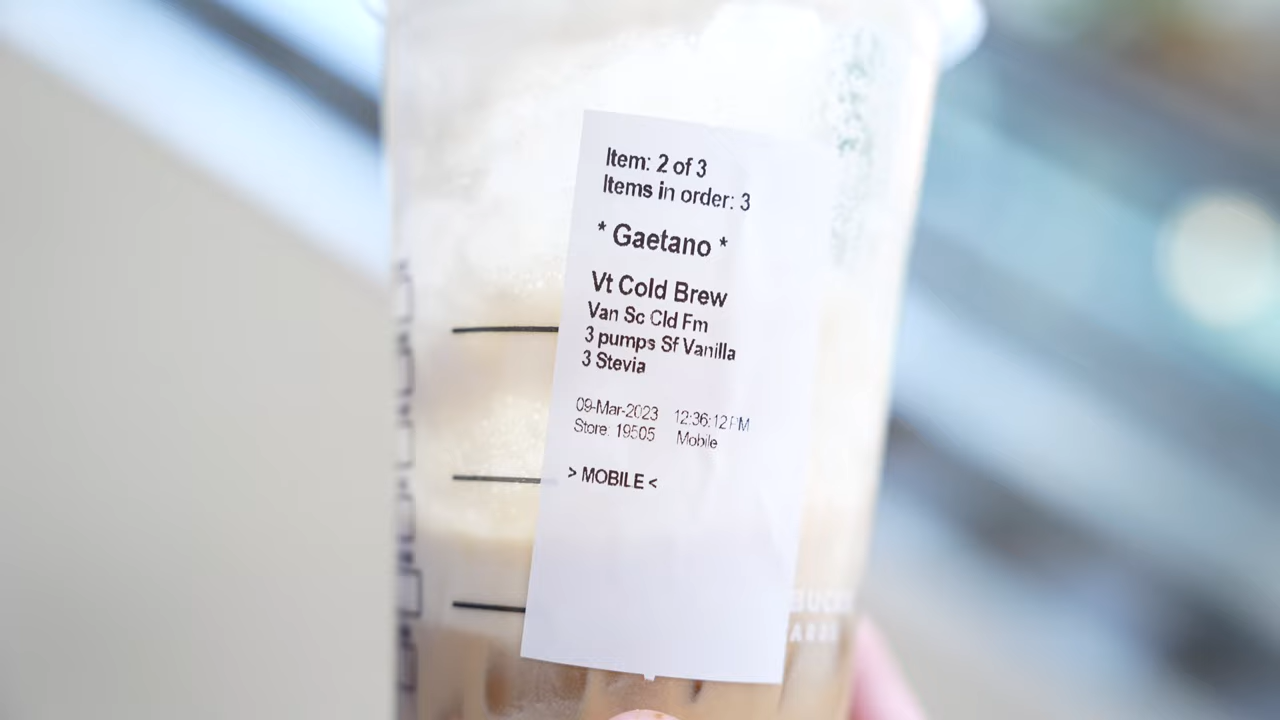 Item: 2 of 3
Items in order: 3
* Gaetano *
Vt Cold Brew
Van Sc Cld Fm
3 pumps Sf Vanilla
3 Stevia
09-Mar-2023 12:36:12 PM
Store: 19505 Mobile
> MOBILE <